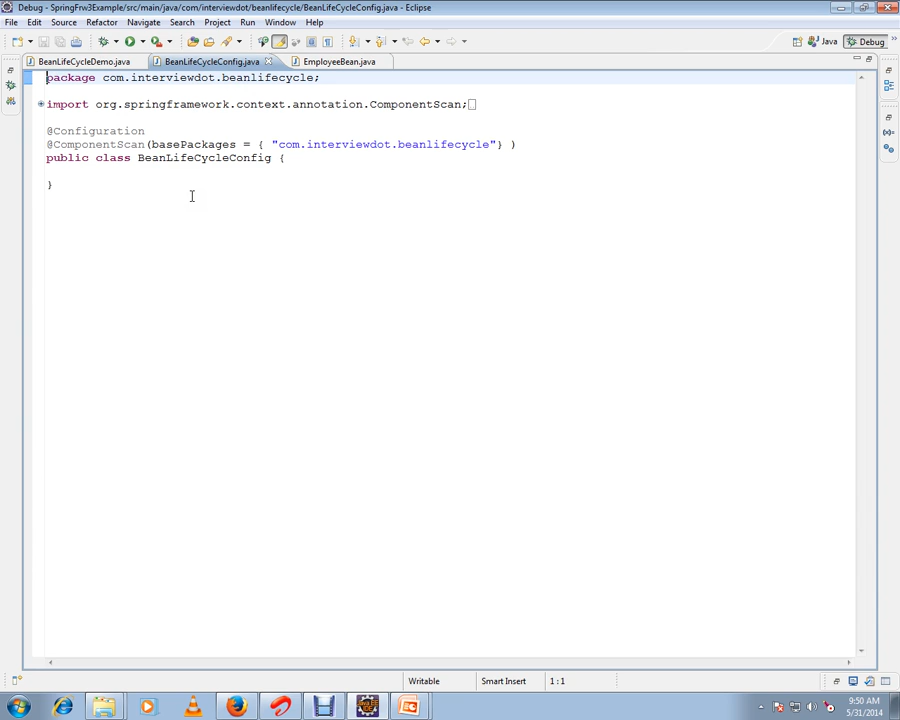 Debug - SpringFrw3Example/src/main/java/com/interviewdot/beanlifecycle/BeanLifeCycleConfig.java - Eclipse
File Edit Source Refactor Navigate Search Project Run Window Help
Java Debug
BeanLifeCycleDemo.java BeanLifeCycleConfig.java EmployeeBean.java
package com.interviewdot.beanlifecycle;
import org.springframework.context.annotation.ComponentScan;
@Configuration
@ComponentScan(basePackages = { "com.interviewdot.beanlifecycle"} )
public class BeanLifeCycleConfig {
}
Writable Smart Insert 1 : 1
9:50 AM
5/31/2014